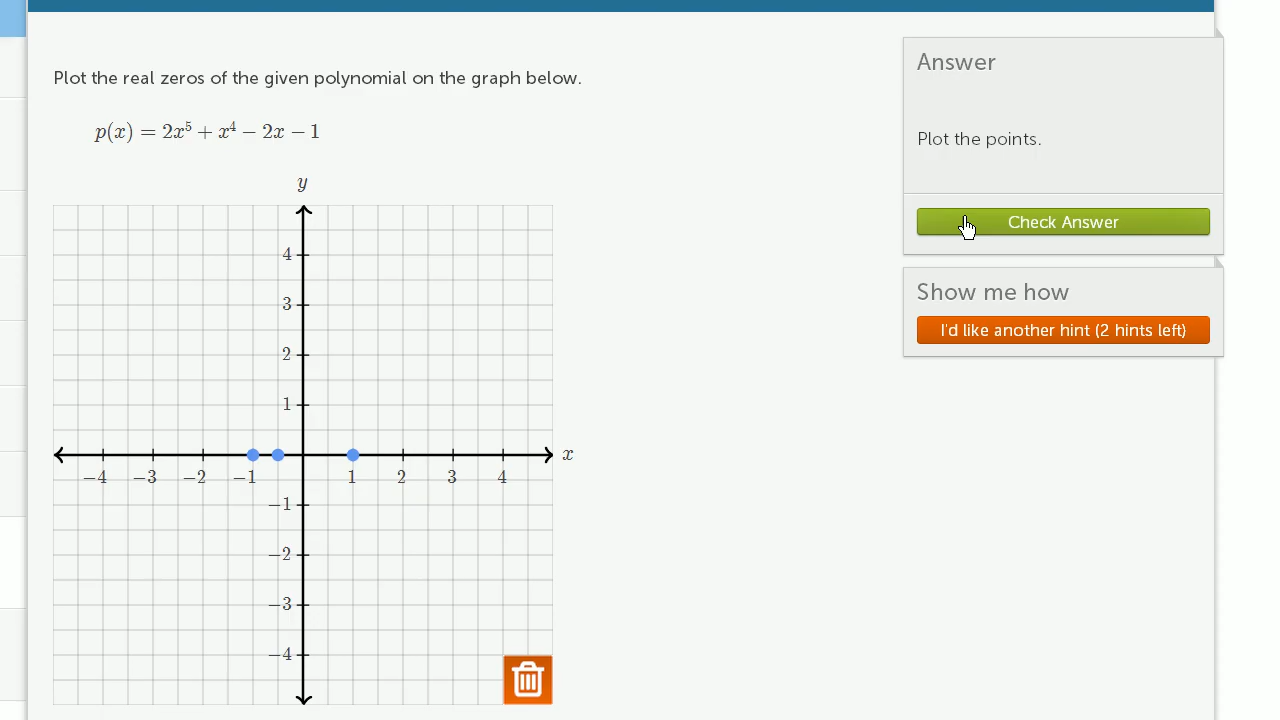 Plot the real zeros of the given polynomial on the graph below.
p(x) = 2x⁵ + x⁴ − 2x − 1
y
4
3
2
1
x
−4 −3 −2 −1 1 2 3 4
−1
−2
−3
−4
Answer
Plot the points.
Check Answer
Show me how
I'd like another hint (2 hints left)